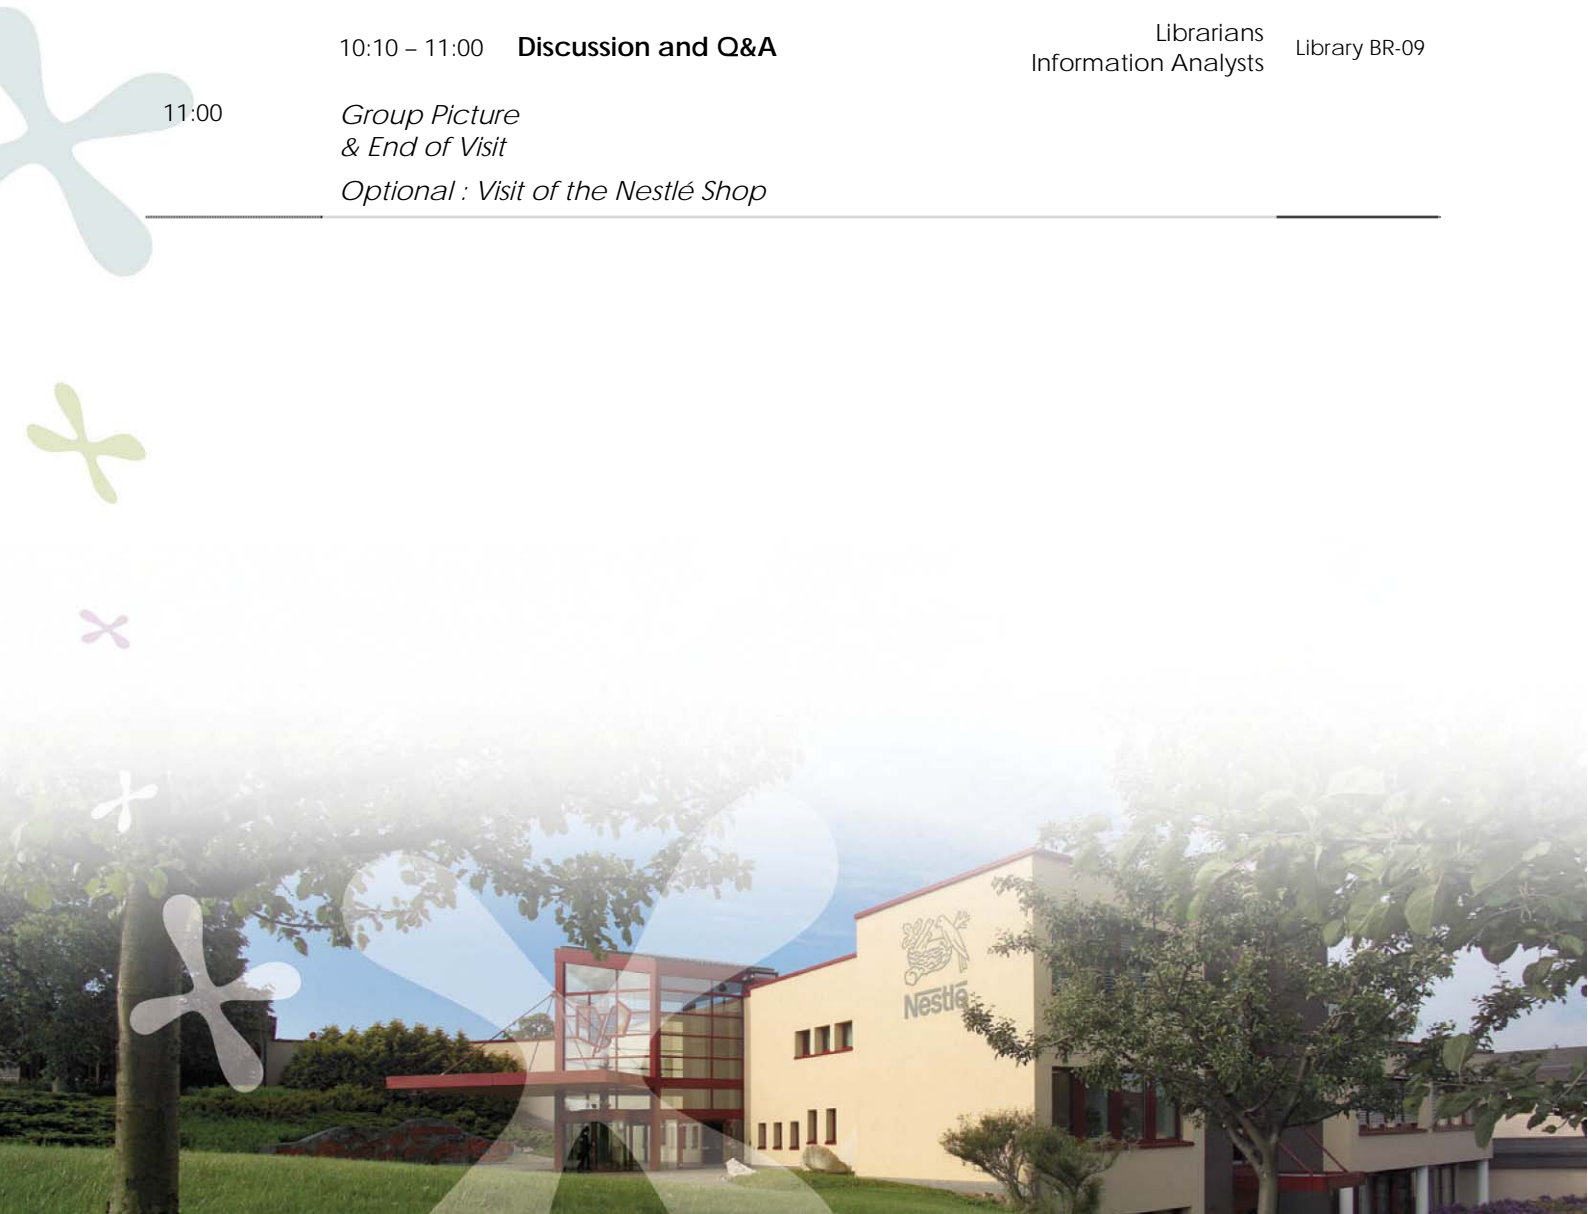 10:10 – 11:00 Discussion and Q&A Librarians
Information Analysts Library BR-09
11:00 Group Picture
& End of Visit
Optional : Visit of the Nestlé Shop
Nestlé